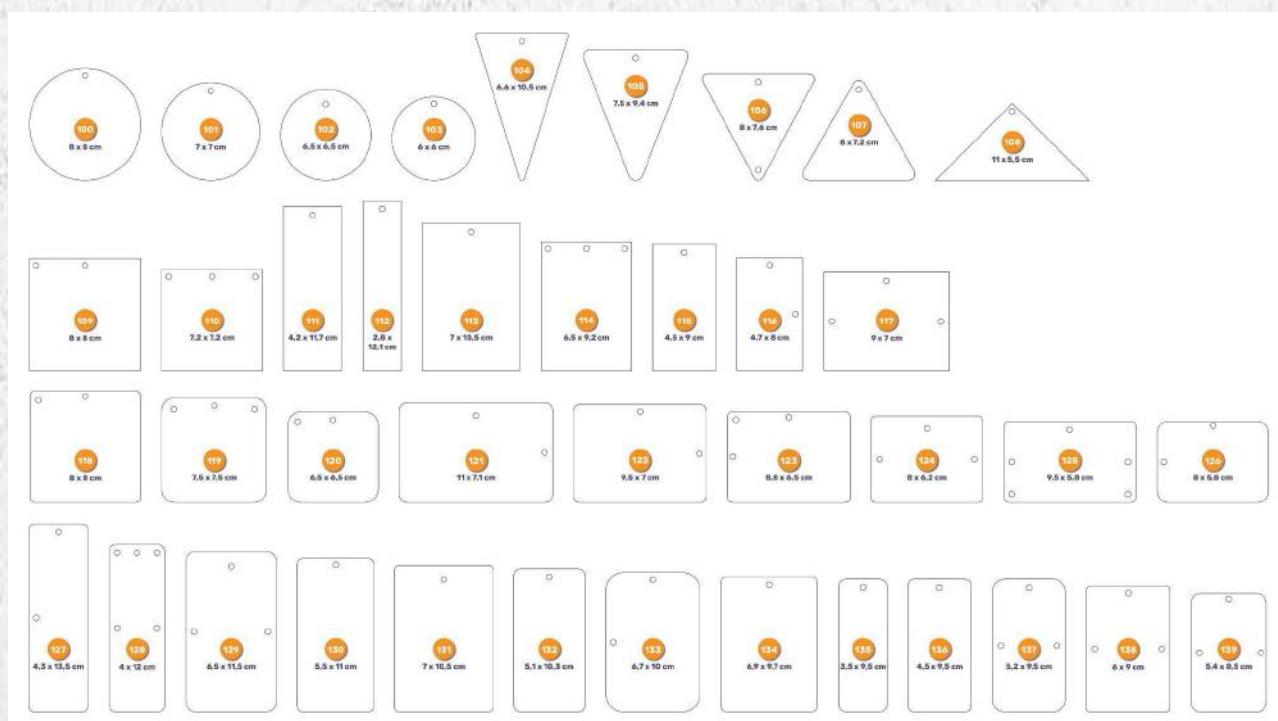 100
8 x 8 cm
101
7 x 7 cm
102
6,5 x 6,5 cm
103
6 x 6 cm
104
6,6 x 10,5 cm
105
7,5 x 9,4 cm
106
8 x 7,6 cm
107
8 x 7,2 cm
108
11 x 5,5 cm
109
8 x 8 cm
110
7,2 x 7,2 cm
111
4,2 x 11,7 cm
112
2,8 x
12,1 cm
113
7 x 10,5 cm
114
6,5 x 9,2 cm
115
4,5 x 9 cm
116
4,7 x 8 cm
117
9 x 7 cm
118
8 x 8 cm
119
7,5 x 7,5 cm
120
6,5 x 6,5 cm
121
11 x 7,1 cm
122
9,5 x 7 cm
123
8,8 x 6,5 cm
124
8 x 6,2 cm
125
9,5 x 5,8 cm
126
8 x 5,8 cm
127
4,3 x 13,5 cm
128
4 x 12 cm
129
6,5 x 11,5 cm
130
5,5 x 11 cm
131
7 x 10,5 cm
132
5,1 x 10,3 cm
133
6,7 x 10 cm
134
6,9 x 9,7 cm
135
3,5 x 9,5 cm
136
4,5 x 9,5 cm
137
5,2 x 9,5 cm
138
6 x 9 cm
139
5,4 x 8,5 cm